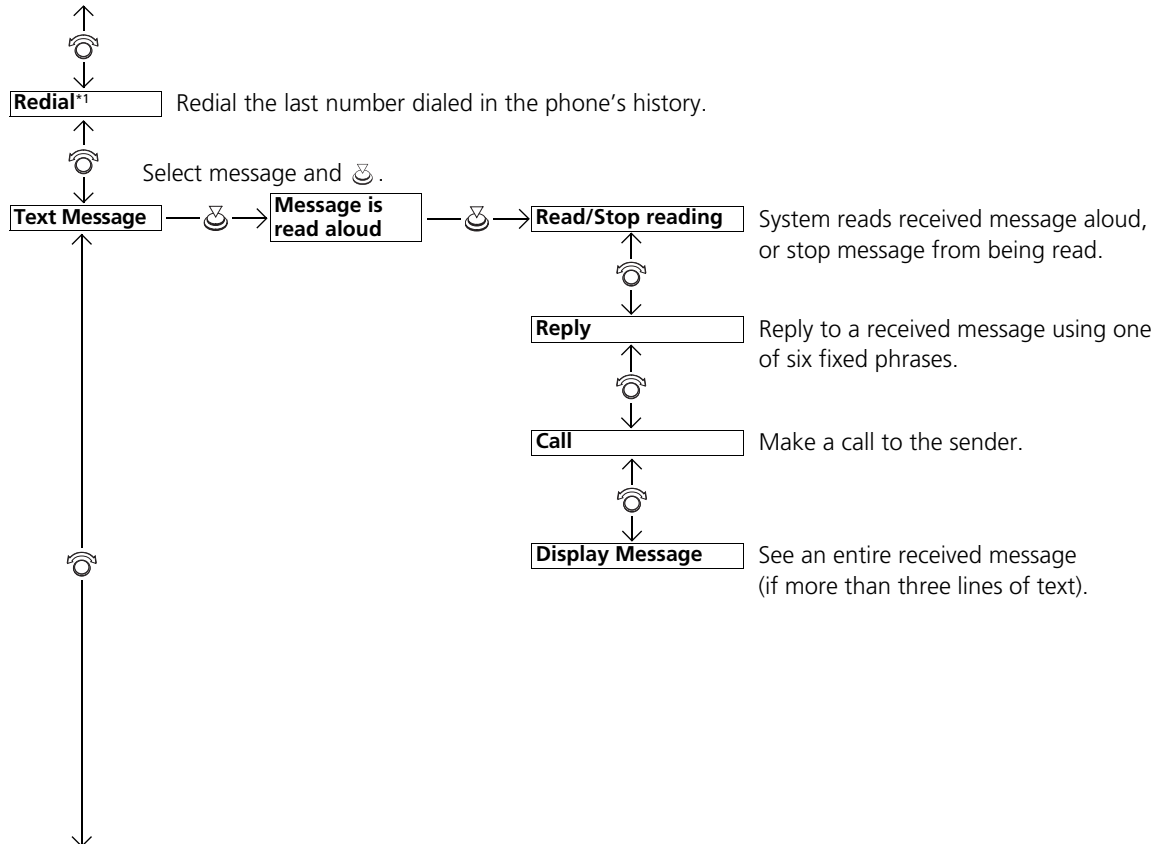 Redial*1
Redial the last number dialed in the phone's history.
Select message and .
Text Message
Message is
read aloud
Read/Stop reading
System reads received message aloud,
or stop message from being read.
Reply
Reply to a received message using one
of six fixed phrases.
Call
Make a call to the sender.
Display Message
See an entire received message
(if more than three lines of text).